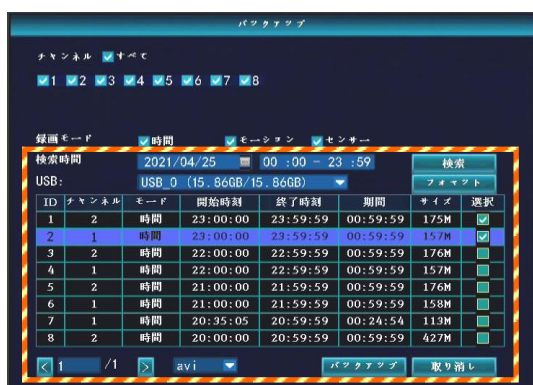 バックアップ
チャンネル すべて
1 2 3 4 5 6 7 8
録画モード 時間 モーション センサー
検索時間 2021/04/25 00 :00 - 23 :59 検索
USB: USB_0 (15.86GB/15.86GB) フォマット
ID チャンネル モード 開始時刻 終了時刻 期間 サイズ 選択
1 2 時間 23:00:00 23:59:59 00:59:59 175M
2 1 時間 23:00:00 23:59:59 00:59:59 157M
3 2 時間 22:00:00 22:59:59 00:59:59 176M
4 1 時間 22:00:00 22:59:59 00:59:59 157M
5 2 時間 21:00:00 21:59:59 00:59:59 176M
6 1 時間 21:00:00 21:59:59 00:59:59 158M
7 1 時間 20:35:05 20:59:59 00:24:54 113M
8 2 時間 20:00:00 20:59:59 00:59:59 427M
< 1 /1 > avi バックアップ 取り消し